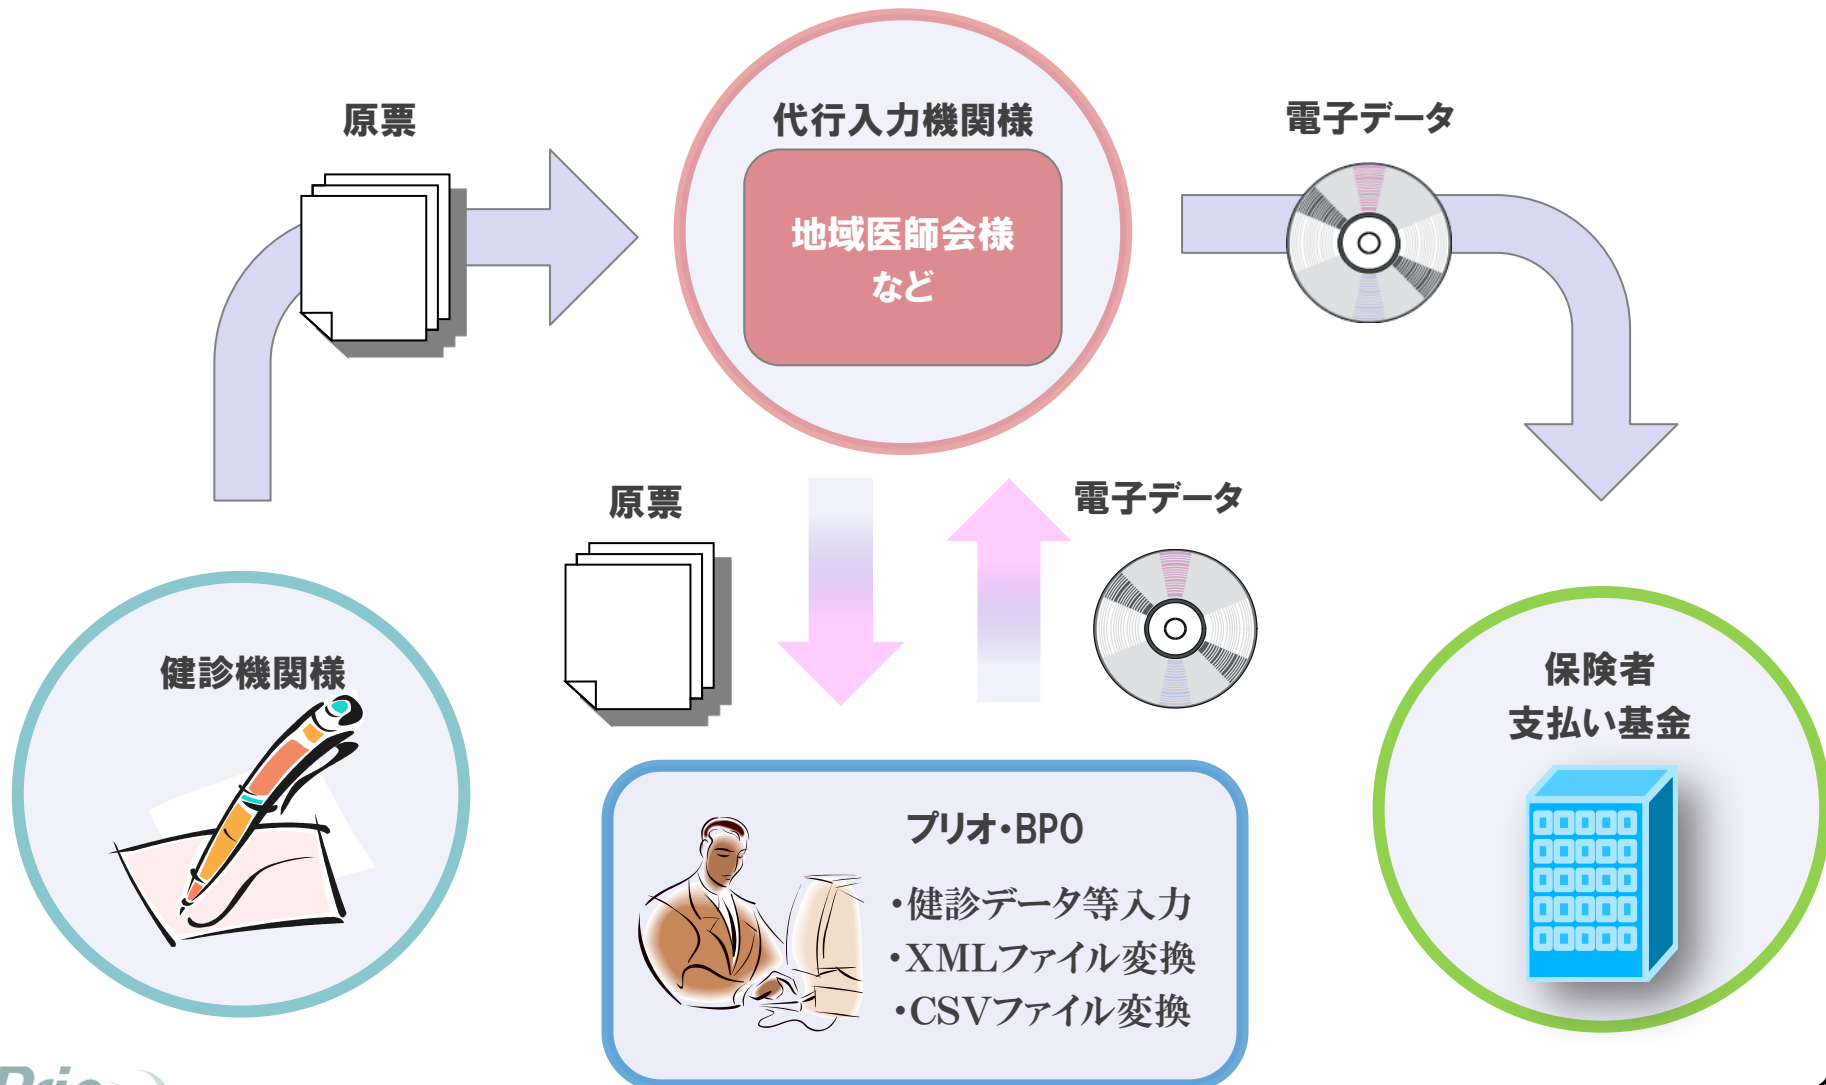 原票
代行入力機関様
電子データ
地域医師会様
など
原票
電子データ
健診機関様
保険者
支払い基金
プリオ・BPO
・健診データ等入力
・XMLファイル変換
・CSVファイル変換
Prio